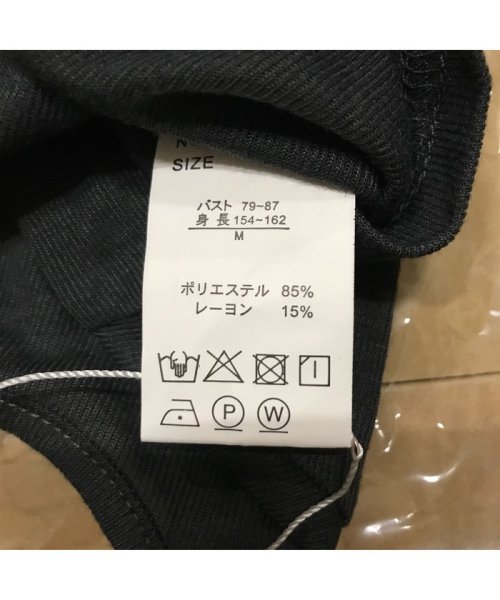 SIZE
バスト 79~87
身 長 154~162
M
ポリエステル 85%
レーヨン 15%
P W